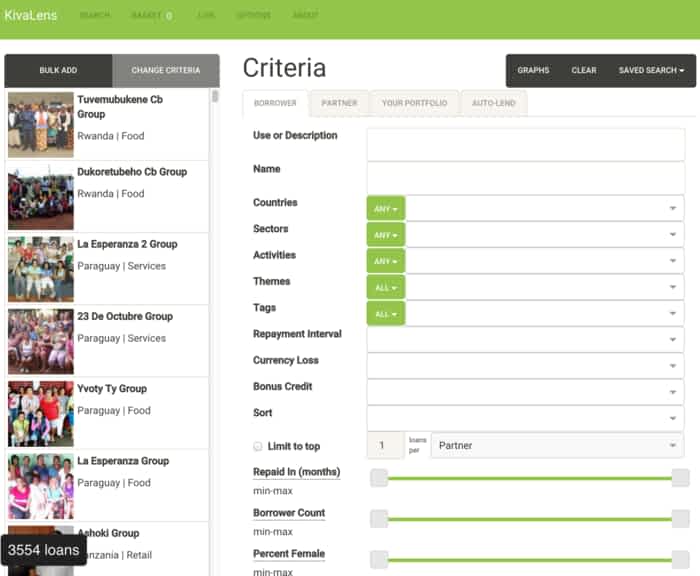 KivaLens
SEARCH
BASKET 0
LIVE
OPTIONS
ABOUT
BULK ADD
CHANGE CRITERIA
Tuvemubukene Cb
Group
Rwanda | Food
Dukoretubeho Cb Group
Rwanda | Food
La Esperanza 2 Group
Paraguay | Services
23 De Octubre Group
Paraguay | Services
Yvoty Ty Group
Paraguay | Food
La Esperanza Group
Paraguay | Food
Ashoki Group
anzania | Retail
3554 loans
Criteria
GRAPHS
CLEAR
SAVED SEARCH
BORROWER
PARTNER
YOUR PORTFOLIO
AUTO-LEND
Use or Description
Name
Countries
ANY
Sectors
ANY
Activities
ANY
Themes
ALL
Tags
ALL
Repayment Interval
Currency Loss
Bonus Credit
Sort
Limit to top
1
loans
per
Partner
Repaid In (months)
min-max
Borrower Count
min-max
Percent Female
min-max